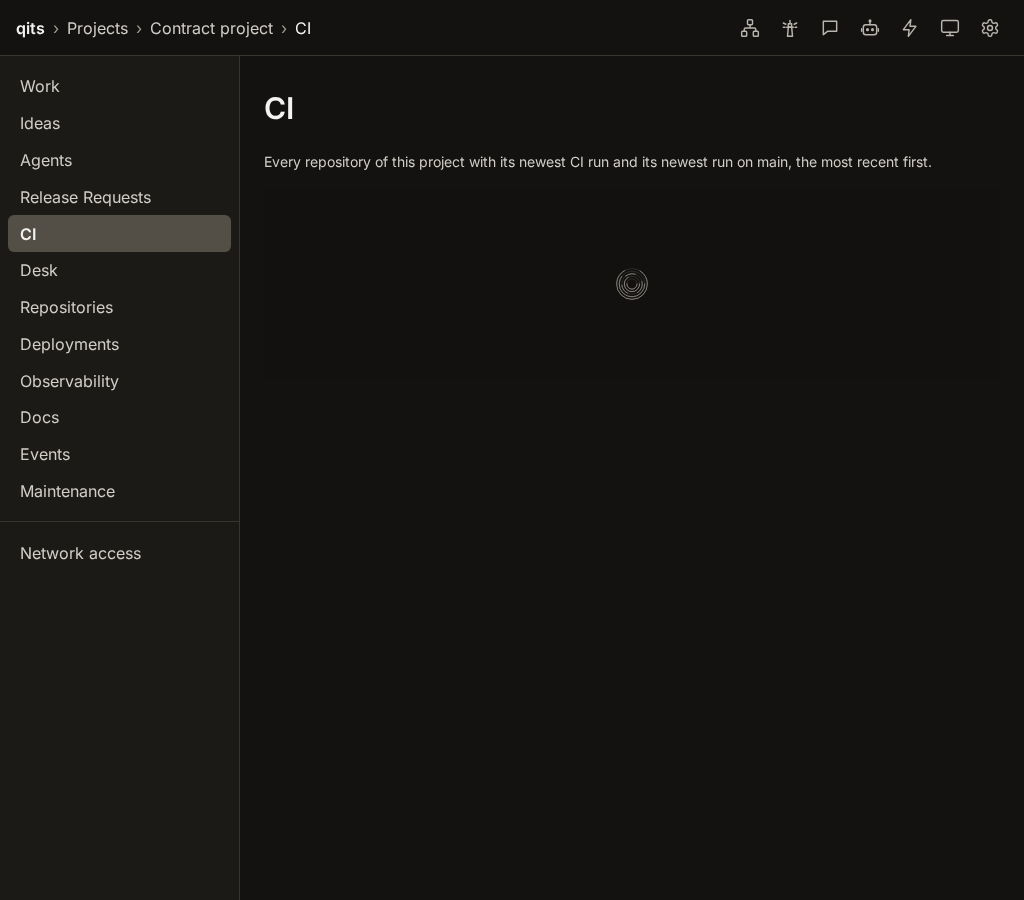 qits › Projects › Contract project › CI
Work
Ideas
Agents
Release Requests
CI
Desk
Repositories
Deployments
Observability
Docs
Events
Maintenance
Network access
CI
Every repository of this project with its newest CI run and its newest run on main, the most recent first.